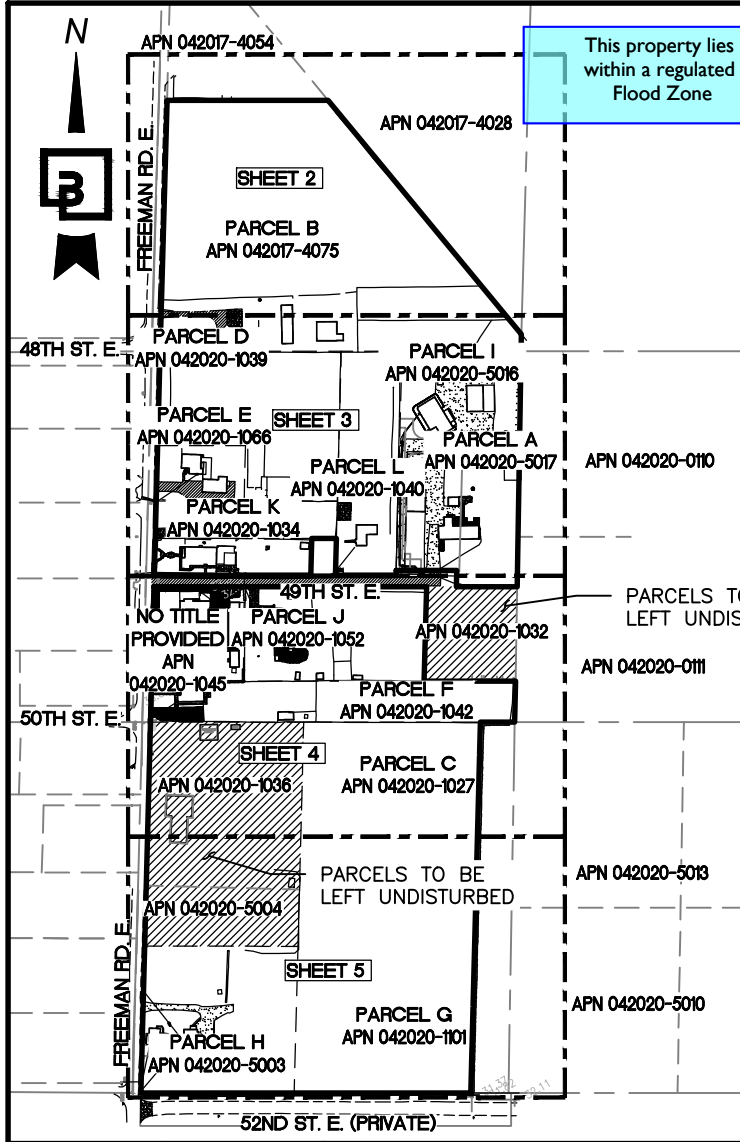 N
APN 042017-4054
This property lies
within a regulated
Flood Zone
APN 042017-4028
FREEMAN RD. E.
B
SHEET 2
PARCEL B
APN 042017-4075
48TH ST. E.
PARCEL D
APN 042020-1039
PARCEL I
APN 042020-5016
PARCEL E
APN 042020-1066
SHEET 3
PARCEL A
APN 042020-5017
APN 042020-0110
PARCEL L
APN 042020-1040
PARCEL K
APN 042020-1034
49TH ST. E.
PARCELS TO
LEFT UNDIS
NO TITLE
PROVIDED
APN
042020-1045
PARCEL J
APN 042020-1052
APN 042020-1032
APN 042020-0111
PARCEL F
APN 042020-1042
50TH ST. E.
SHEET 4
PARCEL C
APN 042020-1027
APN 042020-1036
PARCELS TO BE
LEFT UNDISTURBED
APN 042020-5013
APN 042020-5004
SHEET 5
FREEMAN RD. E.
PARCEL G
APN 042020-1101
APN 042020-5010
PARCEL H
APN 042020-5003
52ND ST. E. (PRIVATE)